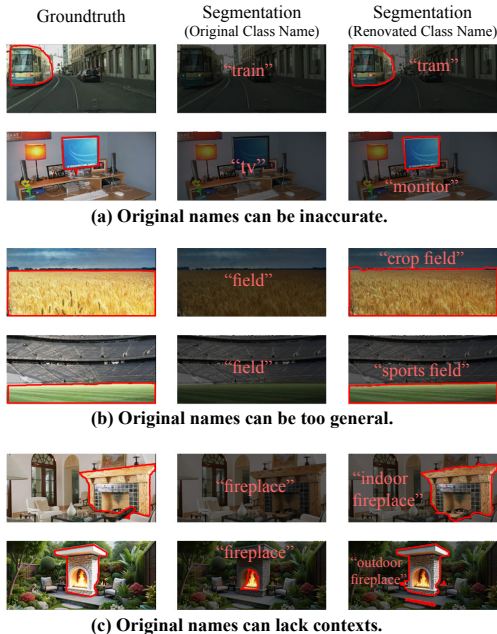 Groundtruth
Segmentation
(Original Class Name)
Segmentation
(Renovated Class Name)
“train”
“tram”
“tv”
“monitor”
(a) Original names can be inaccurate.
“field”
“crop field”
“field”
“sports field”
(b) Original names can be too general.
“fireplace”
“indoor
fireplace”
“fireplace”
“outdoor
fireplace”
(c) Original names can lack contexts.